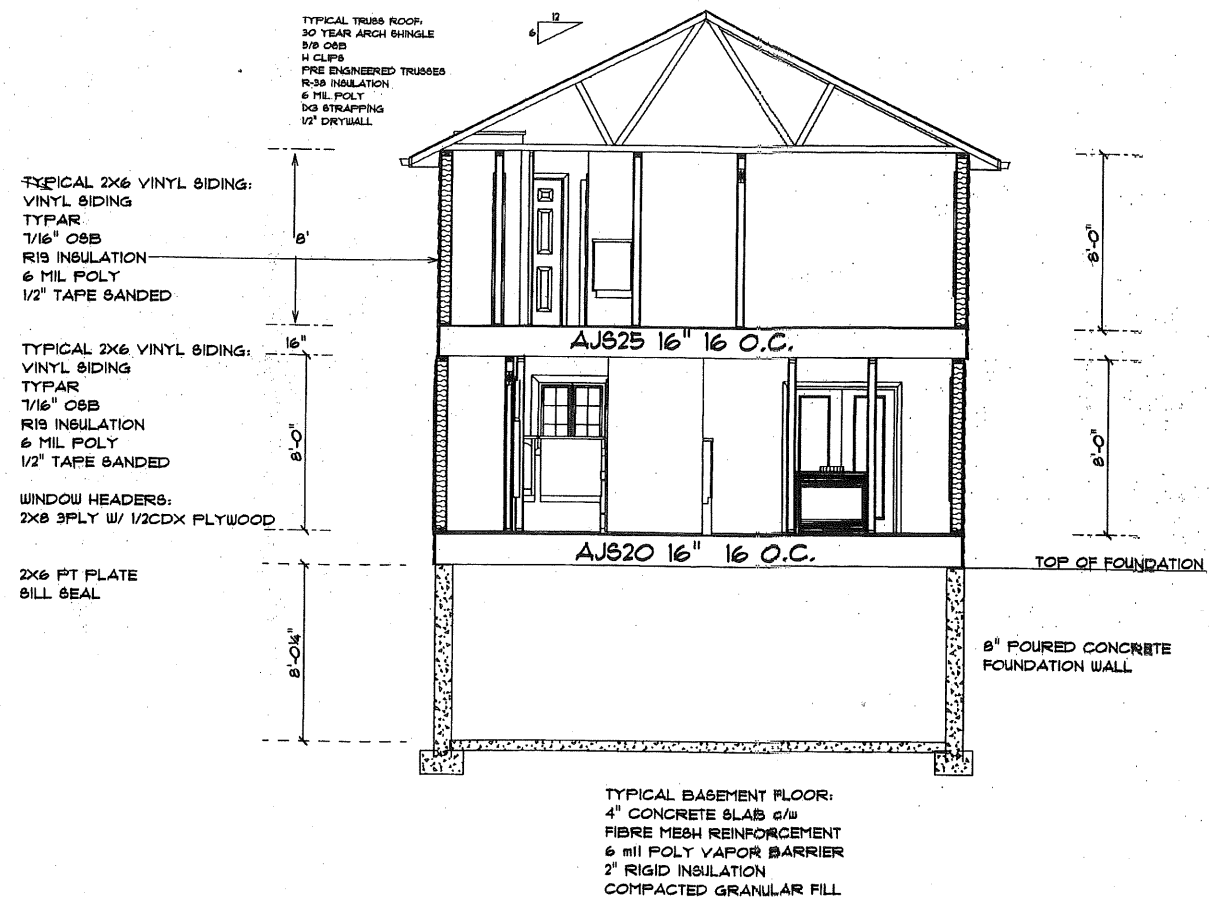 TYPICAL TRUSS ROOF:
30 YEAR ARCH SHINGLE
5/8 OSB
H CLIPS
PRE ENGINEERED TRUSSES
R-38 INSULATION
6 MIL POLY
1X3 STRAPPING
1/2" DRYWALL
12
6
TYPICAL 2X6 VINYL SIDING:
VINYL SIDING
TYPAR
7/16" OSB
R19 INSULATION
6 MIL POLY
1/2" TAPE SANDED
8'
8'-0"
16"
AJS25 16" 16 O.C.
TYPICAL 2X6 VINYL SIDING:
VINYL SIDING
TYPAR
7/16" OSB
R19 INSULATION
6 MIL POLY
1/2" TAPE SANDED
8'-0"
8'-0"
WINDOW HEADERS:
2X8 3PLY W/ 1/2CDX PLYWOOD
AJS20 16" 16 O.C.
TOP OF FOUNDATION
2X6 PT PLATE
SILL SEAL
8'-0¼"
8" POURED CONCRETE
FOUNDATION WALL
TYPICAL BASEMENT FLOOR:
4" CONCRETE SLAB c/w
FIBRE MESH REINFORCEMENT
6 mil POLY VAPOR BARRIER
2" RIGID INSULATION
COMPACTED GRANULAR FILL